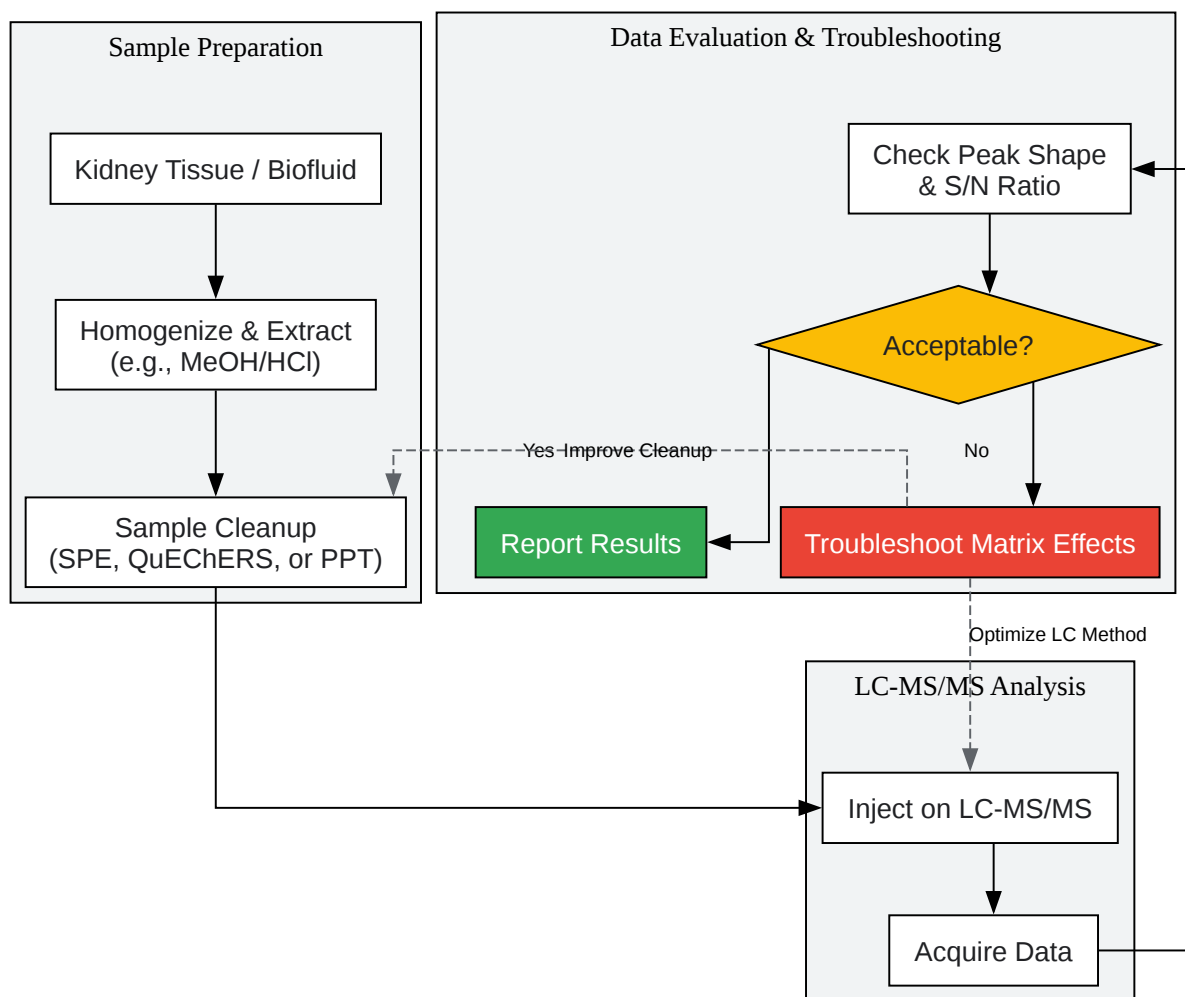 Sample Preparation
Kidney Tissue / Biofluid
Homogenize & Extract
(e.g., MeOH/HCl)
Sample Cleanup
(SPE, QuEChERS, or PPT)
Data Evaluation & Troubleshooting
Check Peak Shape
& S/N Ratio
Acceptable?
Yes
Improve Cleanup
No
Report Results
Troubleshoot Matrix Effects
Optimize LC Method
LC-MS/MS Analysis
Inject on LC-MS/MS
Acquire Data